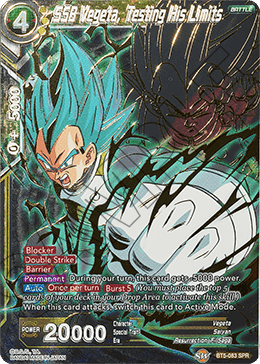 4
SSB Vegeta, Testing His Limits
BATTLE
0 + 5000
Blocker
Double Strike
Barrier
Permanent During your turn, this card gets -5000 power.
Auto Once per turn Burst 5 (You must place the top 5
cards of your deck in your Drop Area to activate this skill.):
When this card attacks, switch this card to Active Mode.
POWER 20000
Character Vegeta
Special Trait Saiyan
Era Resurrection 'F' Saga
BT5-083 SPR